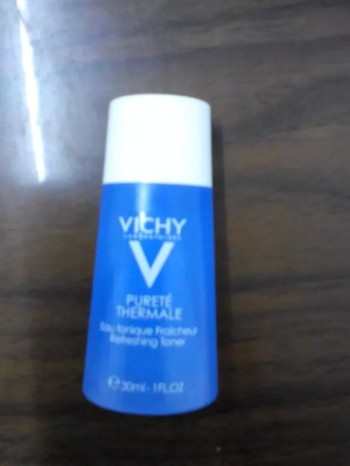 VICHY
LABORATOIRES
V
PURETÉ
THERMALE
Eau tonique Fraîcheur
Refreshing Toner
℮30ml - 1FL.OZ